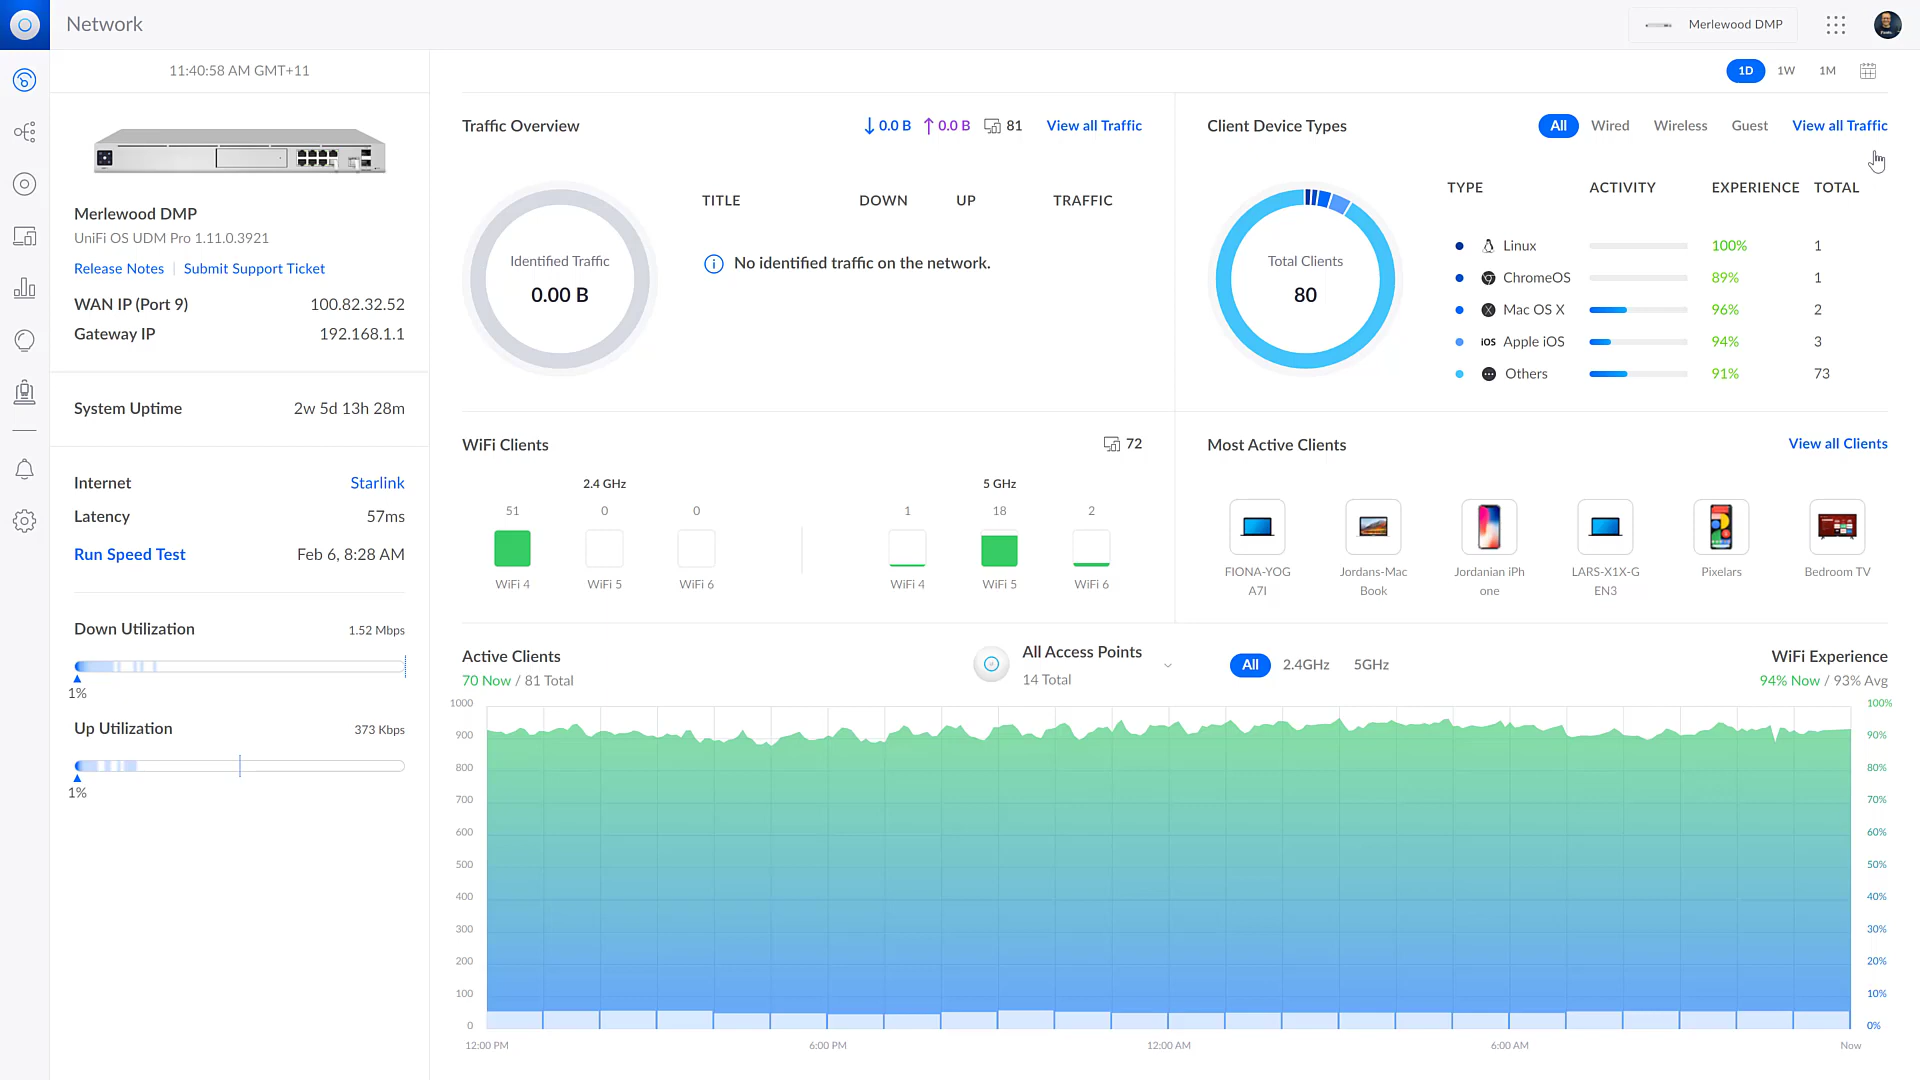 Network
Merlewood DMP
11:40:58 AM GMT+11
1D 1W 1M
Merlewood DMP
UniFi OS UDM Pro 1.11.0.3921
Release Notes | Submit Support Ticket
WAN IP (Port 9) 100.82.32.52
Gateway IP 192.168.1.1
System Uptime 2w 5d 13h 28m
Internet Starlink
Latency 57ms
Run Speed Test Feb 6, 8:28 AM
Down Utilization 1.52 Mbps
1%
Up Utilization 373 Kbps
1%
Traffic Overview 0.0 B 0.0 B 81 View all Traffic
Identified Traffic
0.00 B
TITLE DOWN UP TRAFFIC
No identified traffic on the network.
Client Device Types All Wired Wireless Guest View all Traffic
Total Clients
80
TYPE ACTIVITY EXPERIENCE TOTAL
Linux 100% 1
ChromeOS 89% 1
Mac OS X 96% 2
iOS Apple iOS 94% 3
Others 91% 73
WiFi Clients 72
2.4 GHz 5 GHz
51 0 0 1 18 2
WiFi 4 WiFi 5 WiFi 6 WiFi 4 WiFi 5 WiFi 6
Most Active Clients View all Clients
FIONA-YOG
A7I
Jordans-Mac
Book
Jordanian iPh
one
LARS-X1X-G
EN3
Pixelars
Bedroom TV
Active Clients
70 Now / 81 Total
All Access Points
14 Total
All 2.4GHz 5GHz
WiFi Experience
94% Now / 93% Avg
1000 100%
900 90%
800 80%
700 70%
600 60%
500 50%
400 40%
300 30%
200 20%
100 10%
0 0%
12:00 PM 6:00 PM 12:00 AM 6:00 AM Now